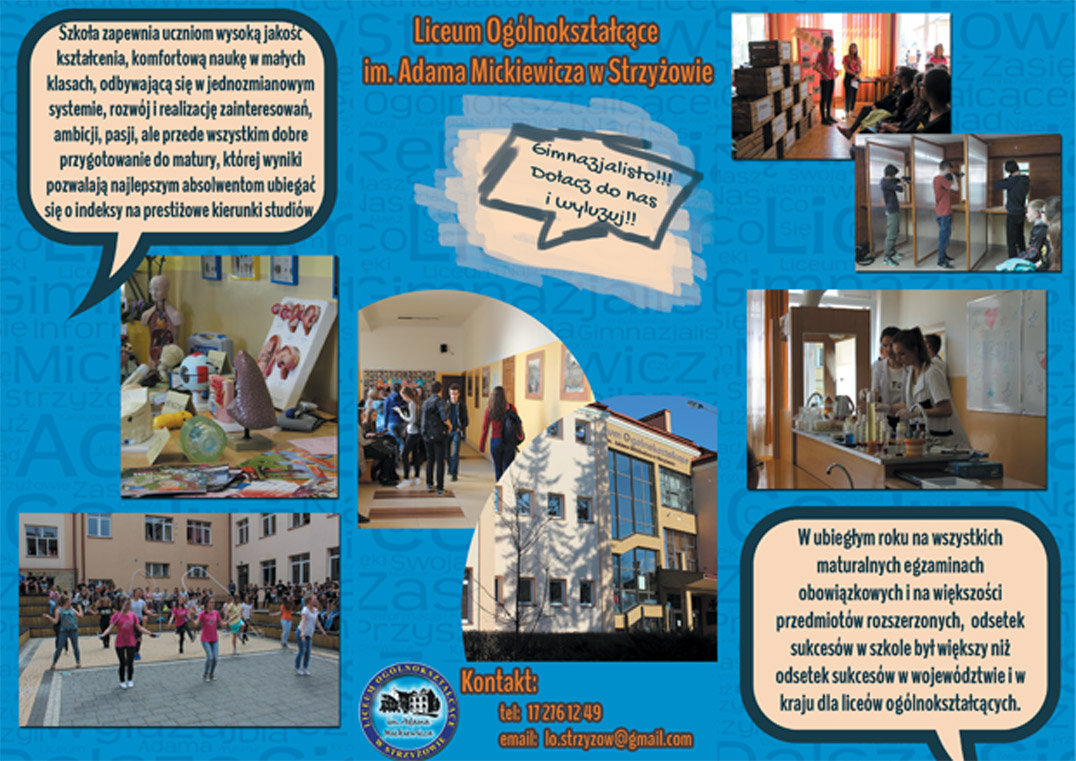 Szkoła zapewnia uczniom wysoką jakość
kształcenia, komfortową naukę w małych
klasach, odbywającą się w jednozmianowym
systemie, rozwój i realizację zainteresowań,
ambicji, pasji, ale przede wszystkim dobre
przygotowanie do matury, której wyniki
pozwalają najlepszym absolwentom ubiegać
się o indeksy na prestiżowe kierunki studiów
Liceum Ogólnokształcące
im. Adama Mickiewicza w Strzyżowie
Gimnazjalisto!!!
Dołącz do nas
i wyluzuj!!
Liceum Ogólnokształcące
W ubiegłym roku na wszystkich
maturalnych egzaminach
obowiązkowych i na większości
przedmiotów rozszerzonych, odsetek
sukcesów w szkole był większy niż
odsetek sukcesów w województwie i w
kraju dla liceów ogólnokształcących.
LICEUM OGÓLNOKSZTAŁCĄCE
im. Adama
Mickiewicza
W STRZYŻOWIE
Kontakt:
tel: 17 276 12 49
email: lo.strzyzow@gmail.com